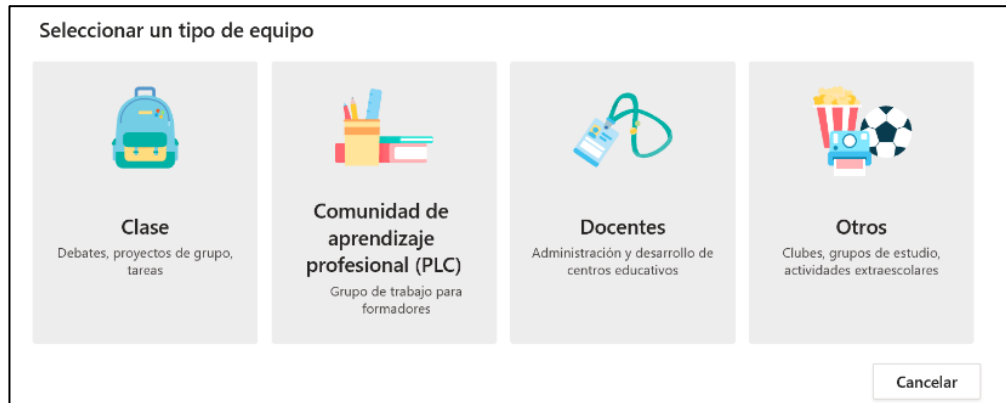 Seleccionar un tipo de equipo
Clase
Debates, proyectos de grupo,
tareas
Comunidad de
aprendizaje
profesional (PLC)
Grupo de trabajo para
formadores
Docentes
Administración y desarrollo de
centros educativos
Otros
Clubes, grupos de estudio,
actividades extraescolares
Cancelar